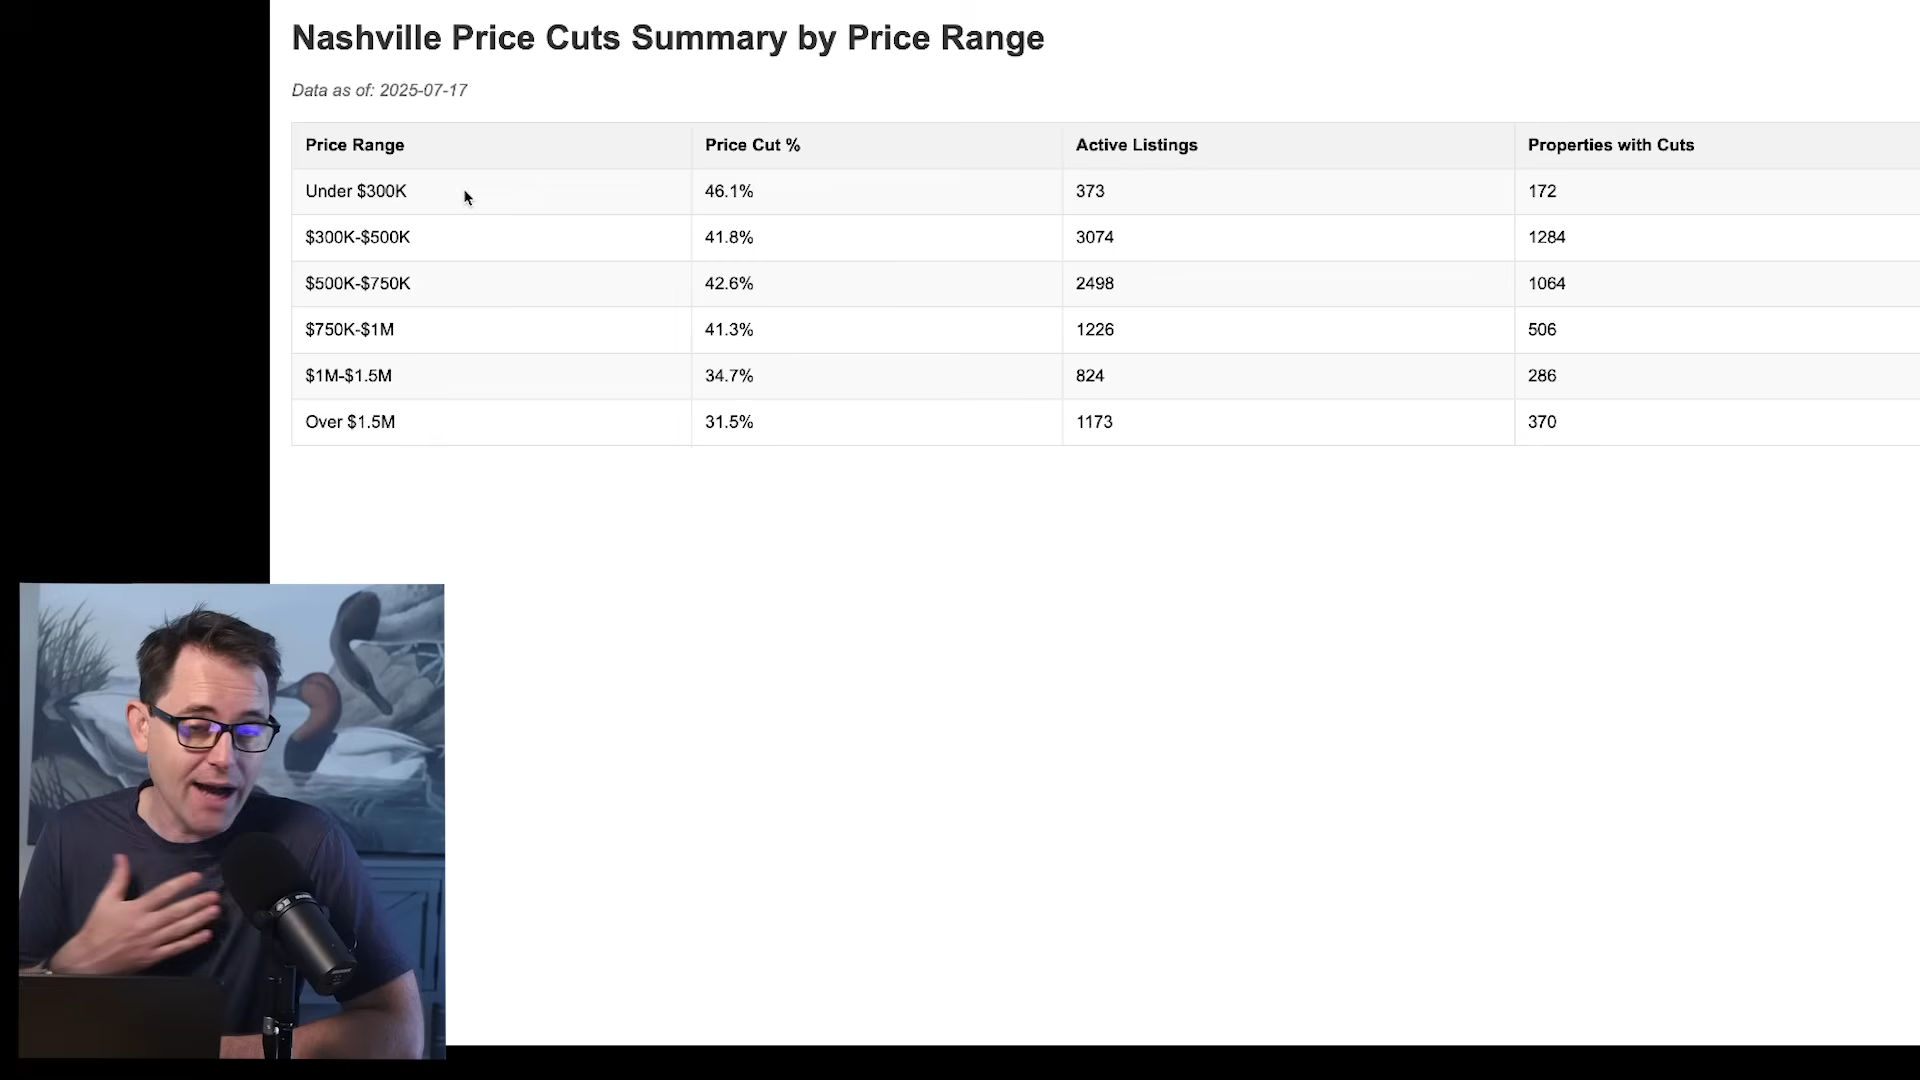 Nashville Price Cuts Summary by Price Range
Data as of: 2025-07-17
Price Range Price Cut % Active Listings Properties with Cuts
Under $300K 46.1% 373 172
$300K-$500K 41.8% 3074 1284
$500K-$750K 42.6% 2498 1064
$750K-$1M 41.3% 1226 506
$1M-$1.5M 34.7% 824 286
Over $1.5M 31.5% 1173 370